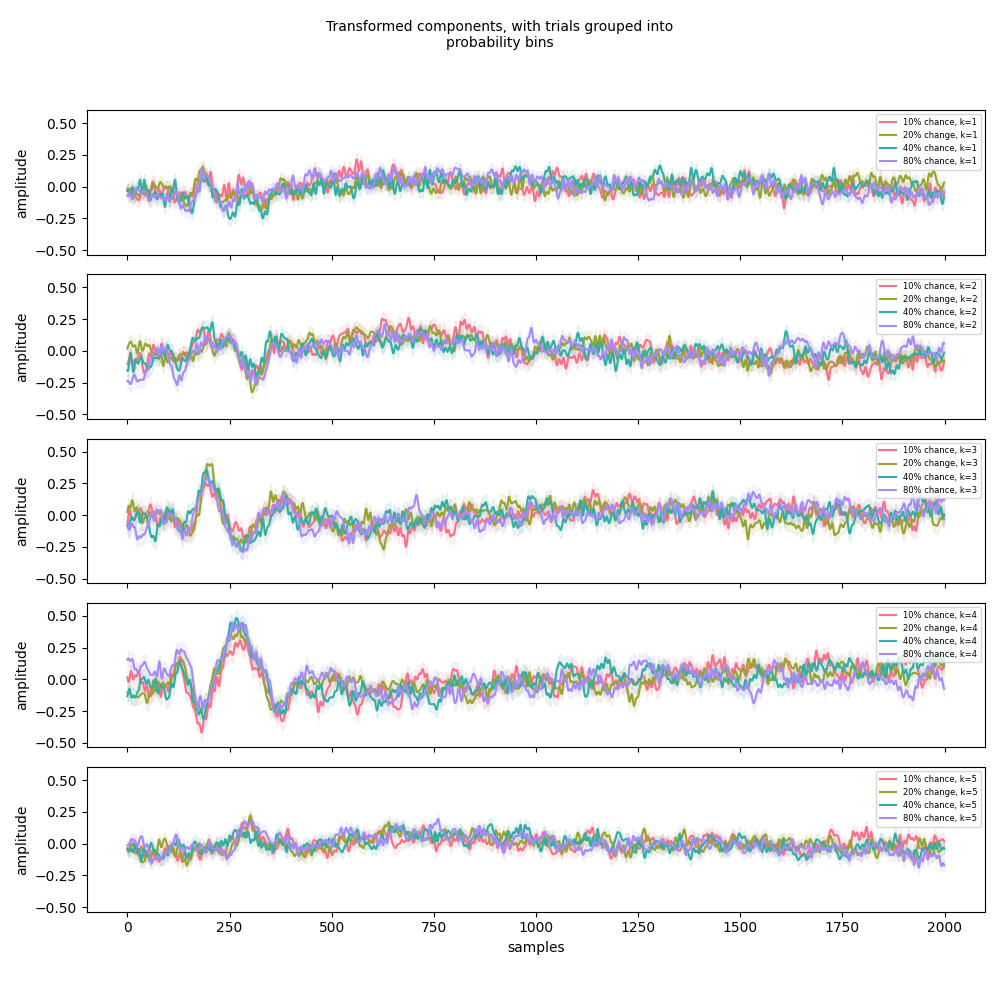 Transformed components, with trials grouped into
probability bins
0.50
0.25
0.00
−0.25
−0.50
amplitude
10% chance, k=1
20% change, k=1
40% chance, k=1
80% chance, k=1
0.50
0.25
0.00
−0.25
−0.50
amplitude
10% chance, k=2
20% change, k=2
40% chance, k=2
80% chance, k=2
0.50
0.25
0.00
−0.25
−0.50
amplitude
10% chance, k=3
20% change, k=3
40% chance, k=3
80% chance, k=3
0.50
0.25
0.00
−0.25
−0.50
amplitude
10% chance, k=4
20% change, k=4
40% chance, k=4
80% chance, k=4
0.50
0.25
0.00
−0.25
−0.50
amplitude
10% chance, k=5
20% change, k=5
40% chance, k=5
80% chance, k=5
0 250 500 750 1000 1250 1500 1750 2000
samples